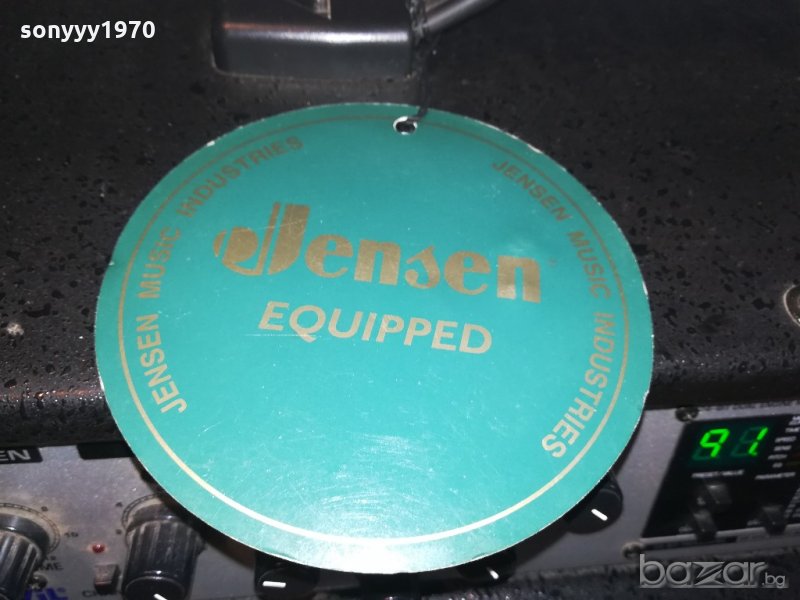 sonyyy1970
JENSEN MUSIC INDUSTRIES
JENSEN MUSIC INDUSTRIES
Jensen
EQUIPPED
91.
bazar.bg